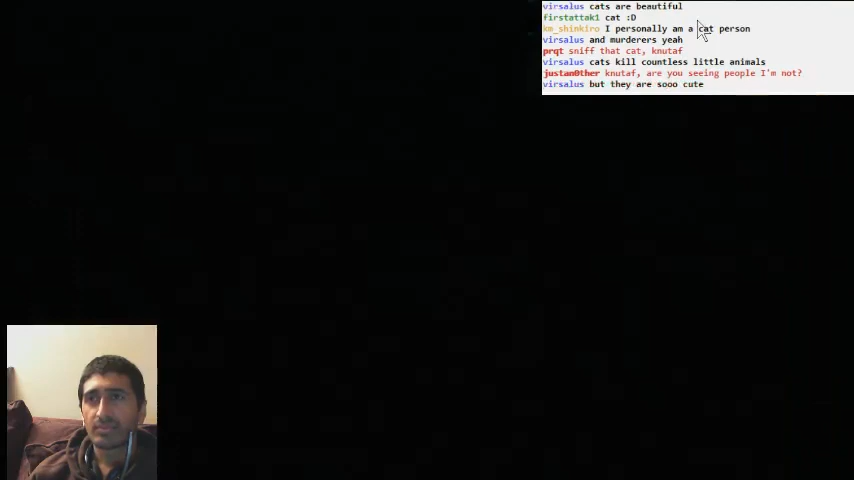 virsalus cats are beautiful
firstattak1 cat :D
km_shimkiro I personally am a cat person
virsalus and murderers yeah
prqt sniff that cat, knutaf
virsalus cats kill countless little animals
justan0ther knutaf, are you seeing people I'm not?
virsalus but they are sooo cute